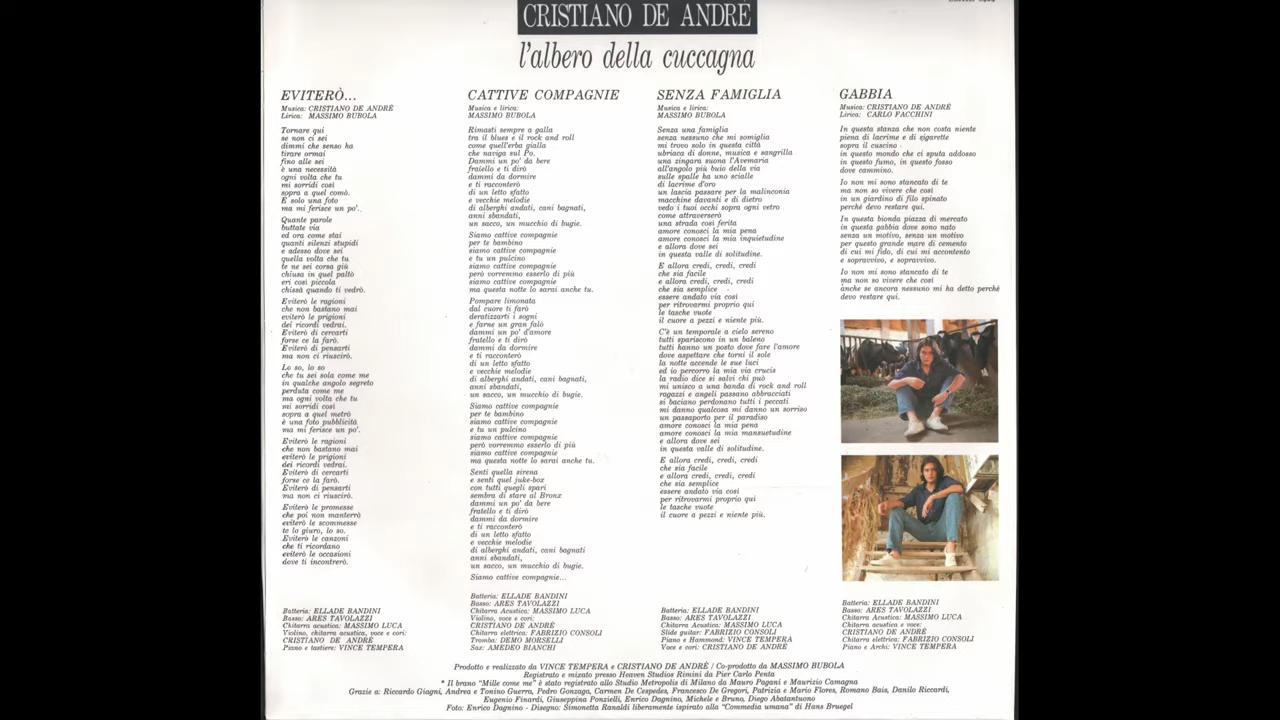 CRISTIANO DE ANDRÈ
l'albero della cuccagna
EVITERÒ...
Musica: CRISTIANO DE ANDRÈ
Lirica: MASSIMO BUBOLA
Tornare qui
se non ci sei
dimmi che senso ha
tirare ormai
fino alle sei
è una necessità
ogni volta che tu
mi sorridi così
sopra a quel comò.
E solo una foto
ma mi ferisce un po'.
Quante parole
buttate via
ed ora come stai
quanti silenzi stupidi
e adesso dove sei
quella volta che tu
te ne sei corsa giù
chiusa in quel paltò
eri così piccola
chissà quando ti vedrò.
Eviterò le ragioni
che non bastano mai
eviterò le prigioni
dei ricordi vedrai.
Eviterò di cercarti
forse ce la farò.
Eviterò di pensarti
ma non ci riuscirò.
Lo so, lo so
che tu sei sola come me
in qualche angolo segreto
perduta come me
ma ogni volta che tu
mi sorridi così
sopra a quel metrò
è una foto pubblicità
ma mi ferisce un po'.
Eviterò le ragioni
che non bastano mai
eviterò le prigioni
dei ricordi vedrai.
Eviterò di cercarti
forse ce la farò.
Eviterò di pensarti
ma non ci riuscirò.
Eviterò le promesse
che poi non manterrò
eviterò le scommesse
te lo giuro, lo so.
Eviterò le canzoni
che ti ricordano
eviterò le occasioni
dove ti incontrerò.
Batteria: ELLADE BANDINI
Basso: ARES TAVOLAZZI
Chitarra acustica: MASSIMO LUCA
Violino, chitarra acustica, voce e cori:
CRISTIANO DE ANDRÈ
Piano e tastiere: VINCE TEMPERA
CATTIVE COMPAGNIE
Musica e lirica:
MASSIMO BUBOLA
Rimasti sempre a galla
tra il blues e il rock and roll
come quell'erba gialla
che naviga sul Po.
Dammi un po' da bere
fratello e ti dirò
dammi da dormire
e ti racconterò
di un letto sfatto
e vecchie melodie
di alberghi andati, cani bagnati,
anni sbandati,
un sacco, un mucchio di bugie.
Siamo cattive compagnie
per te bambino
siamo cattive compagnie
e tu un pulcino
siamo cattive compagnie
però vorremmo esserlo di più
siamo cattive compagnie
ma questa notte lo sarai anche tu.
Pompare limonata
dal cuore ti farò
deratizzarti i sogni
e farne un gran falò
dammi un po' d'amore
fratello e ti dirò
dammi da dormire
e ti racconterò
di un letto sfatto
e vecchie melodie
di alberghi andati, cani bagnati,
anni sbandati,
un sacco, un mucchio di bugie.
Siamo cattive compagnie
per te bambino
siamo cattive compagnie
e tu un pulcino
siamo cattive compagnie
però vorremmo esserlo di più
siamo cattive compagnie
ma questa notte lo sarai anche tu.
Senti quella sirena
e senti quel juke-box
con tutti quegli spari
sembra di stare al Bronx
dammi un po' da bere
fratello e ti dirò
dammi da dormire
e ti racconterò
di un letto sfatto
e vecchie melodie
di alberghi andati, cani bagnati
anni sbandati,
un sacco, un mucchio di bugie.
Siamo cattive compagnie...
Batteria: ELLADE BANDINI
Basso: ARES TAVOLAZZI
Chitarra Acustica: MASSIMO LUCA
Violino, voce e cori:
CRISTIANO DE ANDRÈ
Chitarra elettrica: FABRIZIO CONSOLI
Tromba: DEMO MORSELLI
Sax: AMEDEO BIANCHI
SENZA FAMIGLIA
Musica e lirica:
MASSIMO BUBOLA
Senza una famiglia
senza nessuno che mi somiglia
mi trovo solo in questa città
ubriaca di donne, musica e sangrilla
una zingara suona l'Avemaria
all'angolo più buio della via
sulle spalle ha uno scialle
di lacrime d'oro
un lascia passare per la malinconia
macchine davanti e di dietro
vedo i tuoi occhi sopra ogni vetro
come attraverserò
una strada così ferita
amore conosci la mia pena
amore conosci la mia inquietudine
e allora dove sei
in questa valle di solitudine.
E allora credi, credi, credi
che sia facile
e allora credi, credi, credi
che sia semplice
essere andato via così
per ritrovarmi proprio qui
le tasche vuote
il cuore a pezzi e niente più.
C'è un temporale a cielo sereno
tutti spariscono in un baleno
tutti hanno un posto dove fare l'amore
dove aspettare che torni il sole
la notte accende le sue luci
ed io percorro la mia via crucis
la radio dice si salvi chi può
mi unisco a una banda di rock and roll
ragazzi e angeli passano abbracciati
si baciano perdonano tutti i peccati
mi danno qualcosa mi danno un sorriso
un passaporto per il paradiso
amore conosci la mia pena
amore conosci la mia mansuetudine
e allora dove sei
in questa valle di solitudine.
E allora credi, credi, credi
che sia facile
e allora credi, credi, credi
che sia semplice
essere andato via così
per ritrovarmi proprio qui
le tasche vuote
il cuore a pezzi e niente più.
Batteria: ELLADE BANDINI
Basso: ARES TAVOLAZZI
Chitarra Acustica: MASSIMO LUCA
Slide guitar: FABRIZIO CONSOLI
Piano e Hammond: VINCE TEMPERA
Voce e cori: CRISTIANO DE ANDRÈ
GABBIA
Musica: CRISTIANO DE ANDRÈ
Lirica: CARLO FACCHINI
In questa stanza che non costa niente
piena di lacrime e di sigarette
sopra il cuscino
in questo mondo che ci sputa addosso
in questo fumo, in questo fosso
dove cammino.
Io non mi sono stancato di te
ma non so vivere che così
in un giardino di filo spinato
perché devo restare qui.
In questa bionda piazza di mercato
in questa gabbia dove sono nato
senza un motivo, senza un motivo
per questo grande mare di cemento
di cui mi fido, di cui mi accontento
e sopravvivo, e sopravvivo.
Io non mi sono stancato di te
ma non so vivere che così
anche se ancora nessuno mi ha detto perché
devo restare qui.
Batteria: ELLADE BANDINI
Basso: ARES TAVOLAZZI
Chitarra Acustica: MASSIMO LUCA
Chitarra acustica e voce:
CRISTIANO DE ANDRÈ
Chitarra elettrica: FABRIZIO CONSOLI
Piano e Archi: VINCE TEMPERA
Prodotto e realizzato da VINCE TEMPERA e CRISTIANO DE ANDRÈ / Co-prodotto da MASSIMO BUBOLA
Registrato e mixato presso Heaven Studios Rimini da Pier Carlo Penta
* Il brano "Mille come me" è stato registrato allo Studio Metropolis di Milano da Mauro Pagani e Maurizio Camagna
Grazie a: Riccardo Giagni, Andrea e Tonino Guerra, Pedro Gonzaga, Carmen De Cespedes, Francesco De Gregori, Patrizia e Mario Flores, Romano Bais, Danilo Riccardi,
Eugenio Finardi, Giuseppina Ponzielli, Enrico Dagnino, Michele e Bruno, Diego Abatantuono
Foto: Enrico Dagnino - Disegno: Simonetta Ranaldi liberamente ispirato alla "Commedia umana" di Hans Bruegel